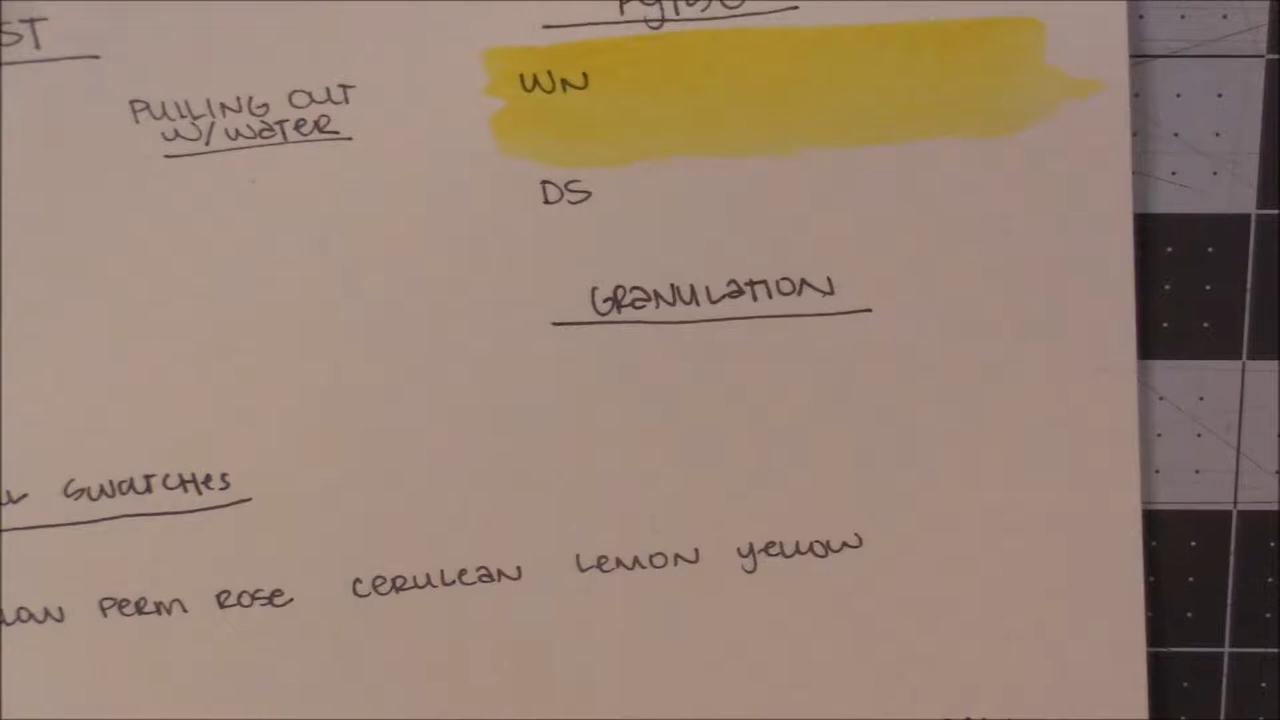 PULLING OUT
W/WATER
WN
DS
GRANULATION
SWATCHES
PERM ROSE CERULEAN LEMON YELLOW